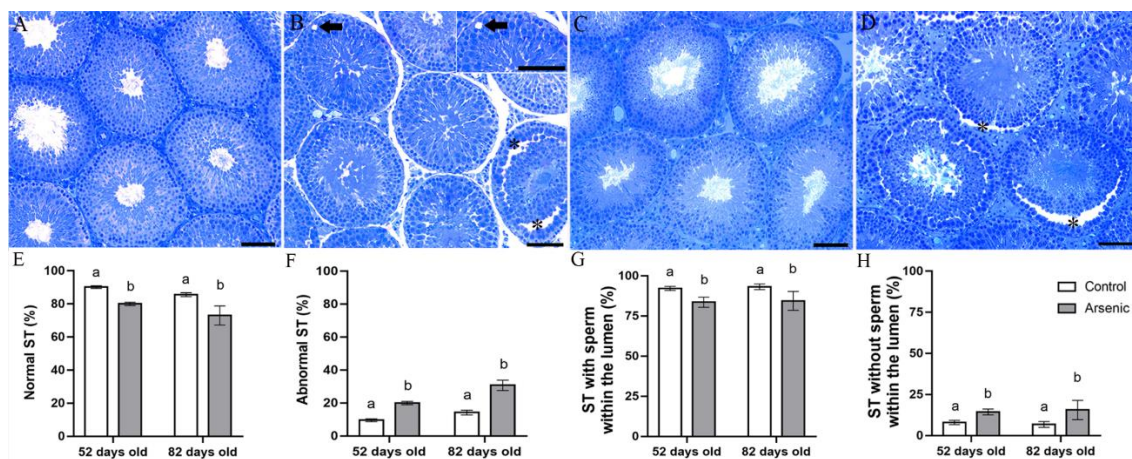 A
B
C
D
*
*
*
*
E
a
b
a
b
Normal ST (%)
100
80
60
40
20
0
52 days old
82 days old
F
a
b
a
b
Abnormal ST (%)
100
80
60
40
20
0
52 days old
82 days old
G
a
b
a
b
ST with sperm
within the lumen (%)
100
75
50
25
0
52 days old
82 days old
H
a
b
a
b
ST without sperm
within the lumen (%)
100
75
50
25
0
52 days old
82 days old
Control
Arsenic